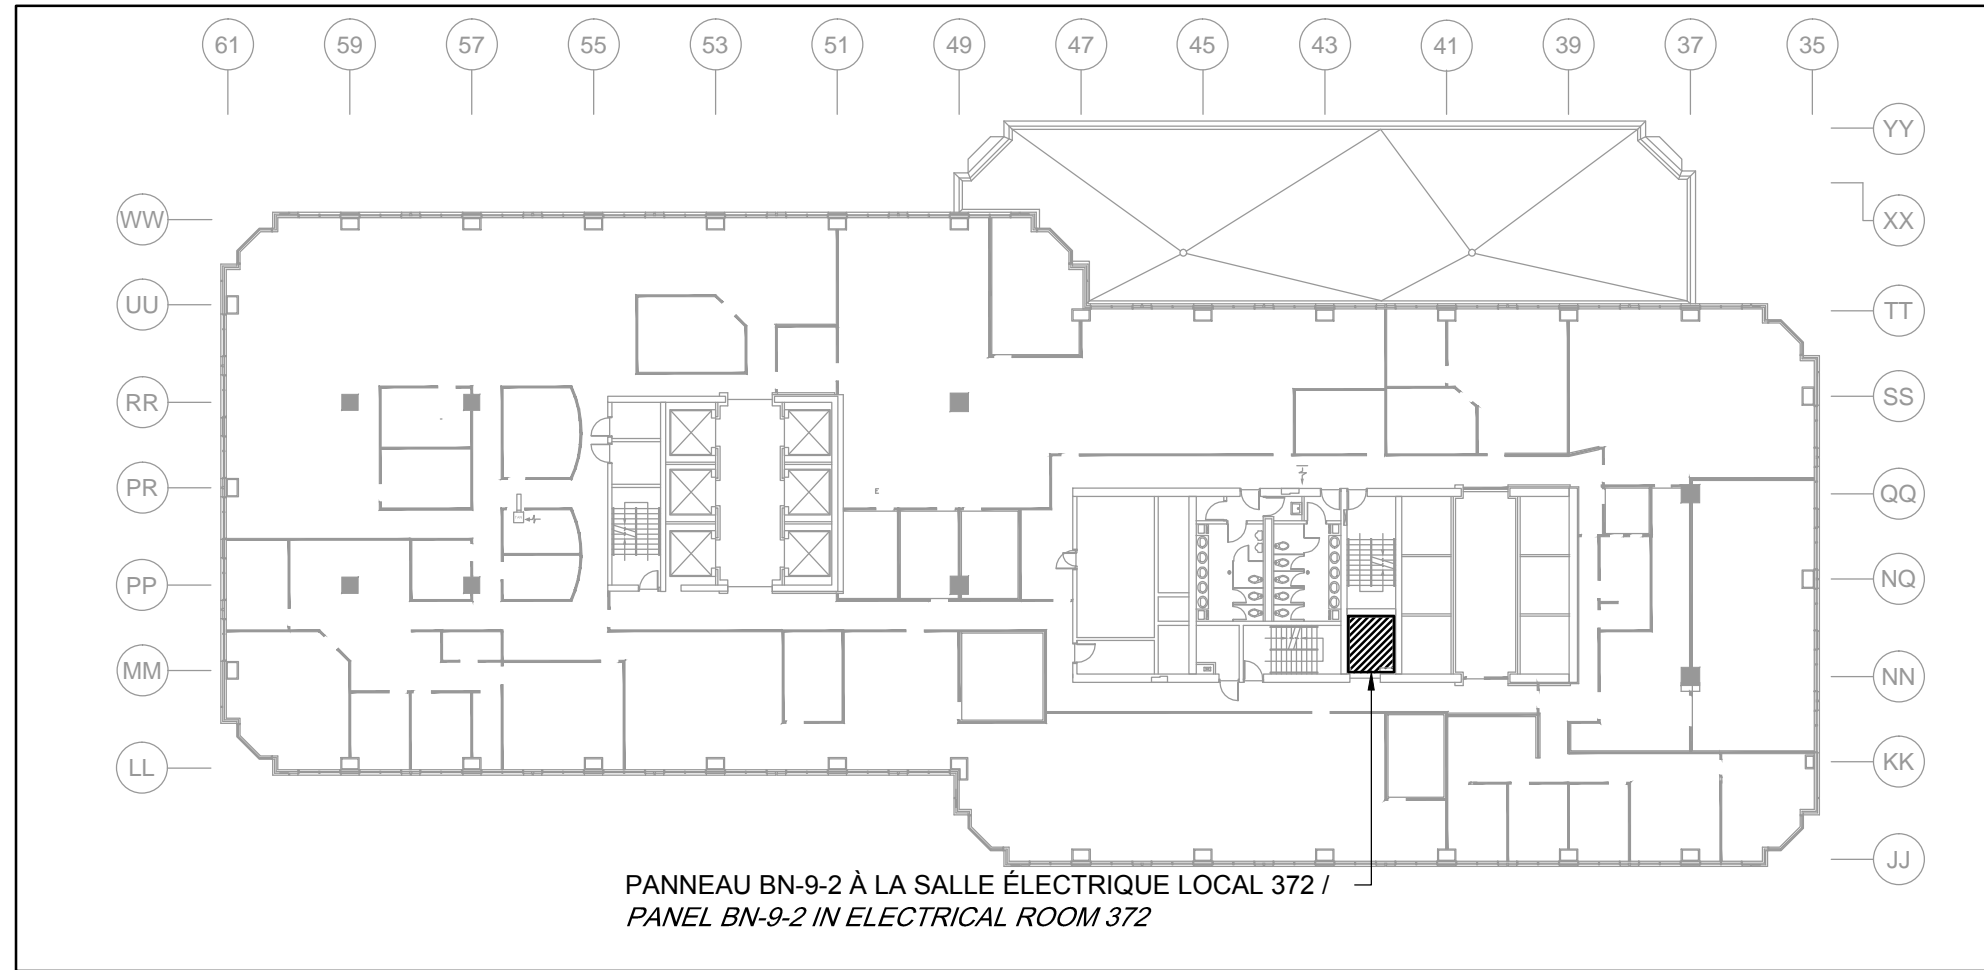 61 59 57 55 53 51 49 47 45 43 41 39 37 35
YY
WW
XX
UU
TT
RR
SS
PR
QQ
PP
NQ
MM
NN
LL
KK
JJ
PANNEAU BN-9-2 À LA SALLE ÉLECTRIQUE LOCAL 372 /
PANEL BN-9-2 IN ELECTRICAL ROOM 372